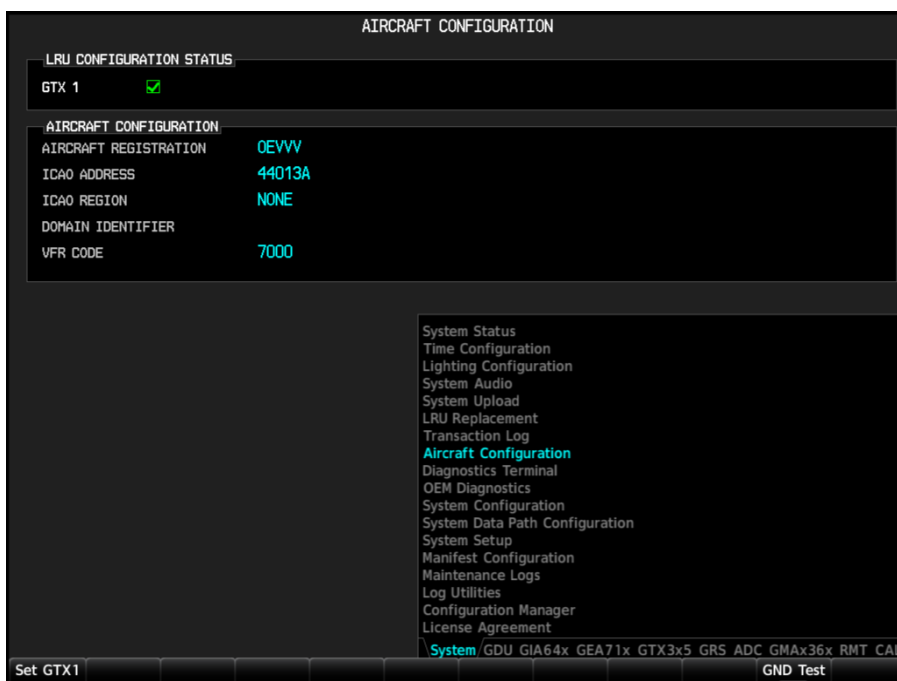 AIRCRAFT CONFIGURATION
LRU CONFIGURATION STATUS
GTX 1
AIRCRAFT CONFIGURATION
AIRCRAFT REGISTRATION OEVVV
ICAO ADDRESS 44013A
ICAO REGION NONE
DOMAIN IDENTIFIER
VFR CODE 7000
System Status
Time Configuration
Lighting Configuration
System Audio
System Upload
LRU Replacement
Transaction Log
Aircraft Configuration
Diagnostics Terminal
OEM Diagnostics
System Configuration
System Data Path Configuration
System Setup
Manifest Configuration
Maintenance Logs
Log Utilities
Configuration Manager
License Agreement
System GDU GIA64x GEA71x GTX3x5 GRS ADC GMAx36x RMT CAL
Set GTX1 GND Test